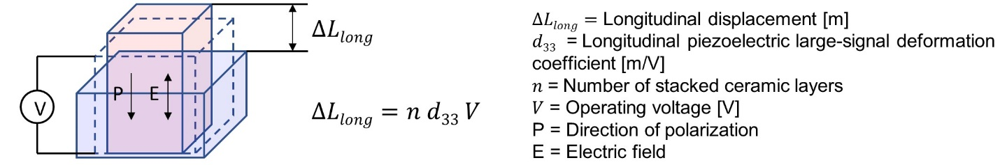 ΔL_long
P E
V
ΔL_long = n d_33 V
ΔL_long = Longitudinal displacement [m]
d_33 = Longitudinal piezoelectric large-signal deformation
coefficient [m/V]
n = Number of stacked ceramic layers
V = Operating voltage [V]
P = Direction of polarization
E = Electric field